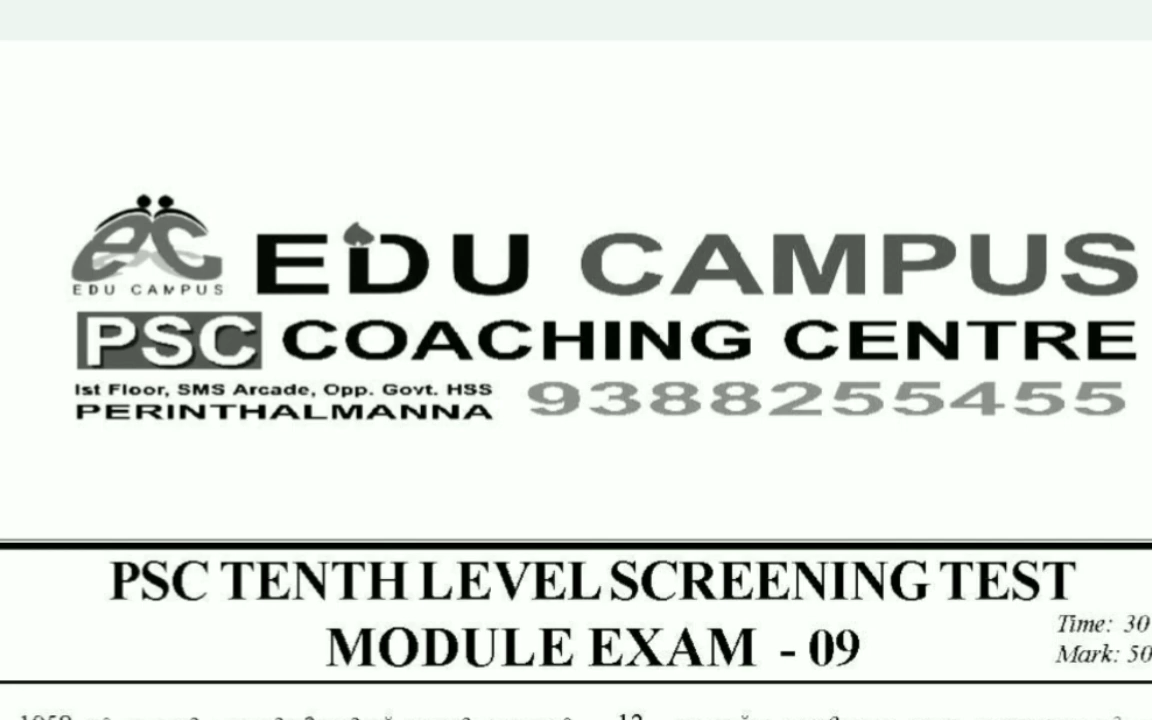 EDU CAMPUS
EDU CAMPUS
PSC COACHING CENTRE
Ist Floor, SMS Arcade, Opp. Govt. HSS
PERINTHALMANNA
9388255455
PSC TENTH LEVEL SCREENING TEST
MODULE EXAM - 09
Time: 30
Mark: 50